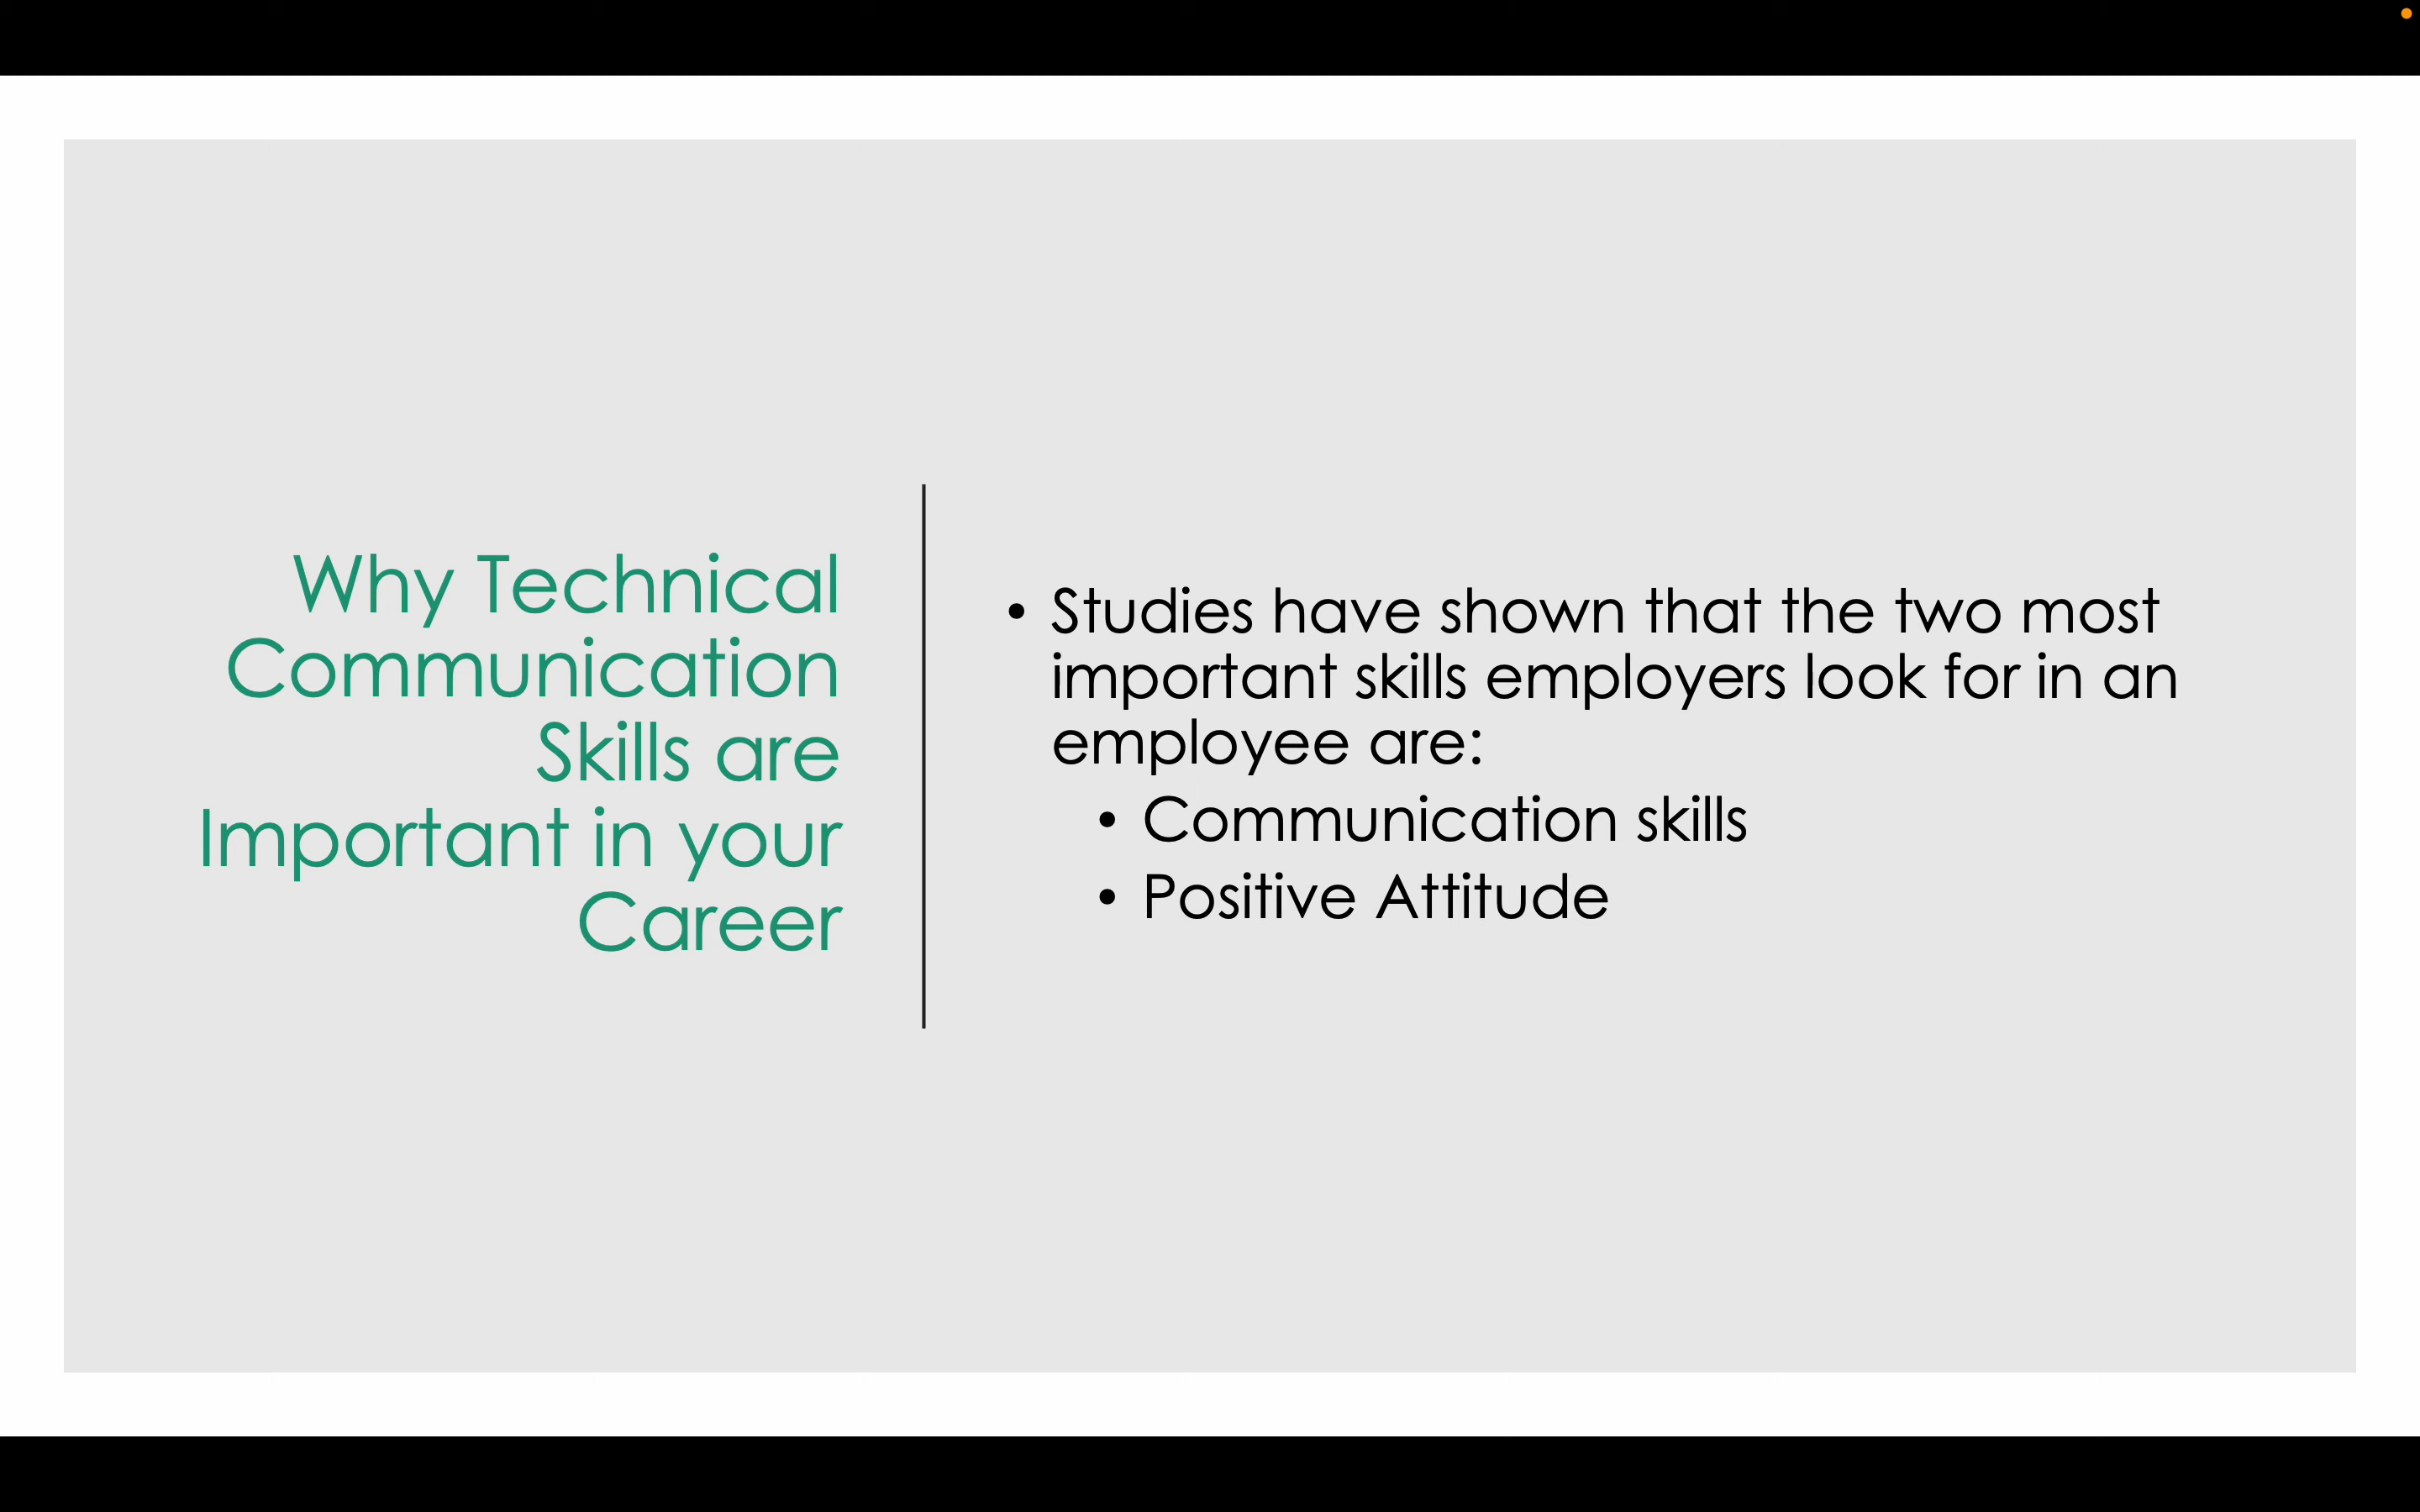 Why Technical
Communication
Skills are
Important in your
Career
• Studies have shown that the two most
important skills employers look for in an
employee are:
• Communication skills
• Positive Attitude